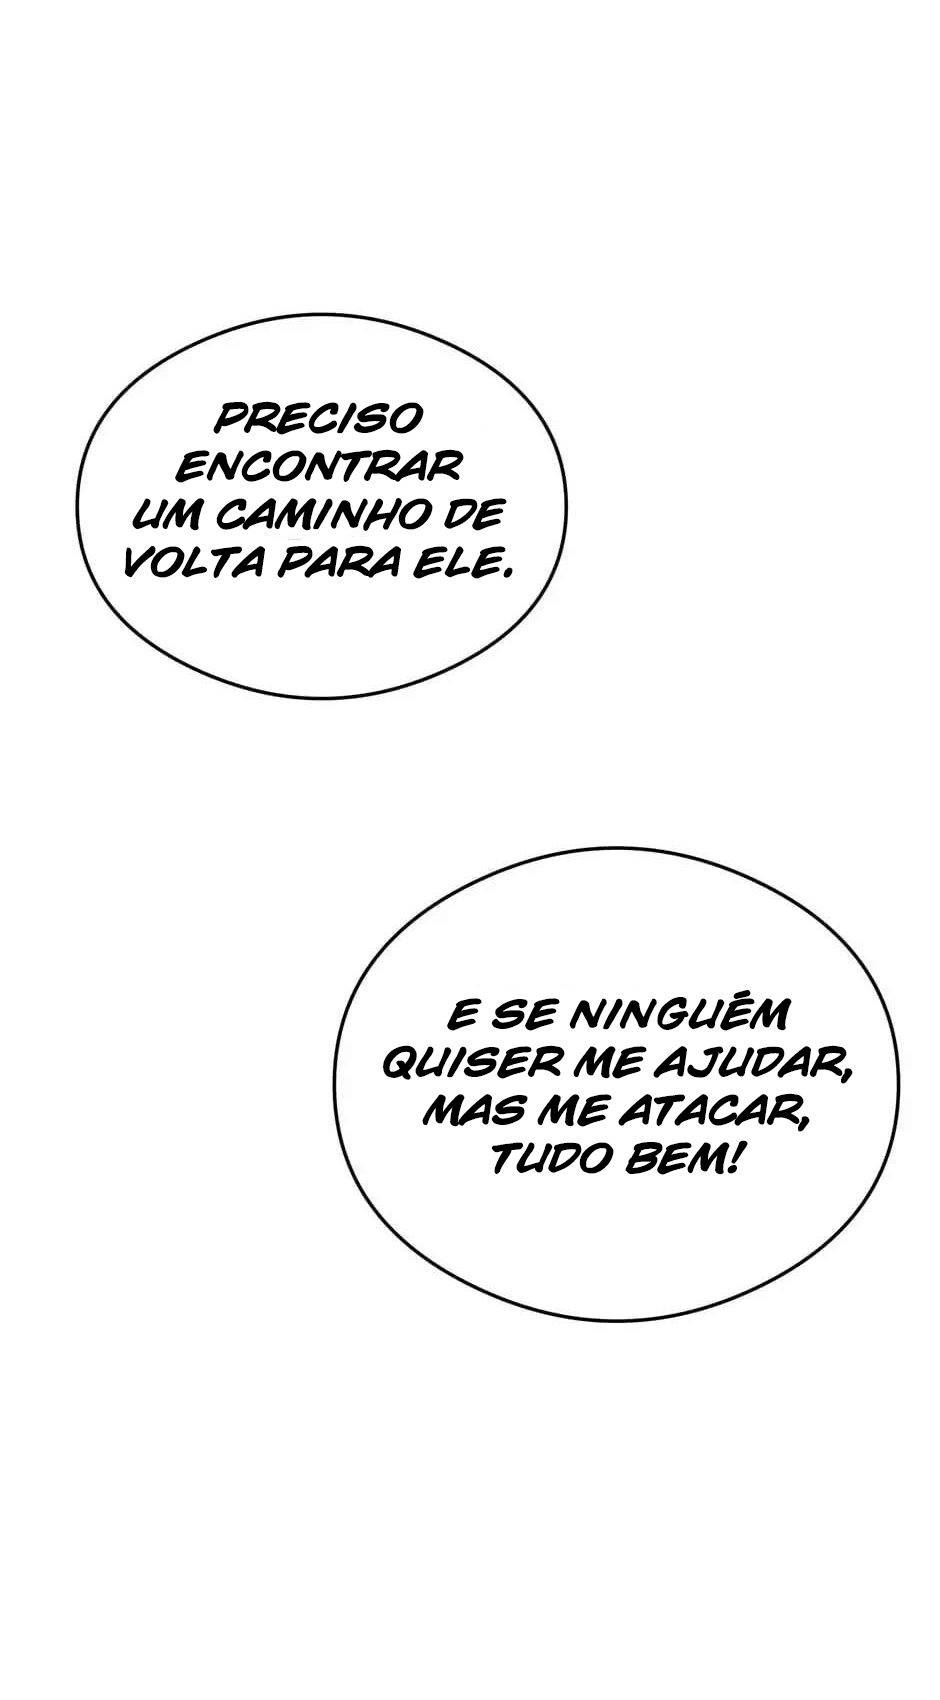 PRECISO
ENCONTRAR
UM CAMINHO DE
VOLTA PARA ELE.
E SE NINGUÉM
QUISER ME AJUDAR,
MAS ME ATACAR,
TUDO BEM!